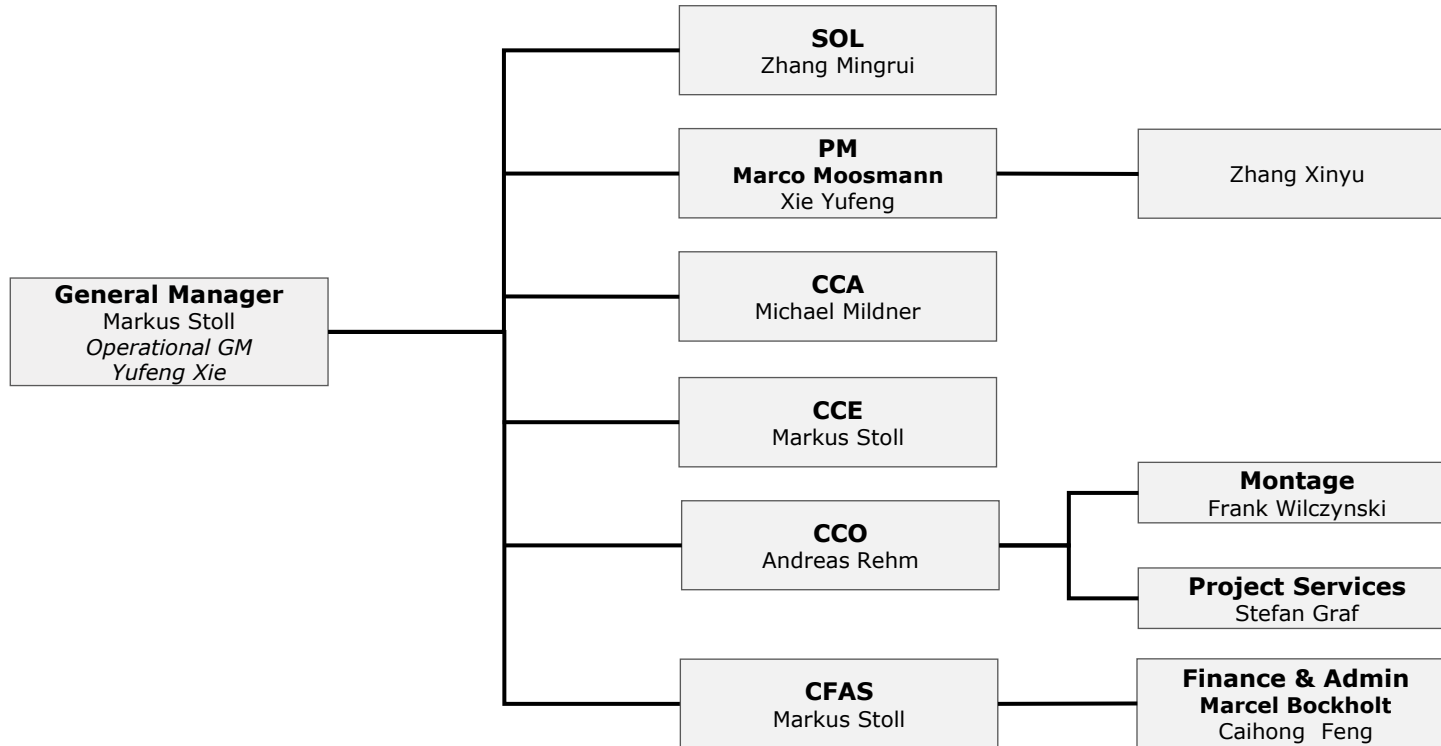 General Manager
Markus Stoll
Operational GM
Yufeng Xie
SOL
Zhang Mingrui
PM
Marco Moosmann
Xie Yufeng
Zhang Xinyu
CCA
Michael Mildner
CCE
Markus Stoll
CCO
Andreas Rehm
Montage
Frank Wilczynski
Project Services
Stefan Graf
CFAS
Markus Stoll
Finance & Admin
Marcel Bockholt
Caihong  Feng